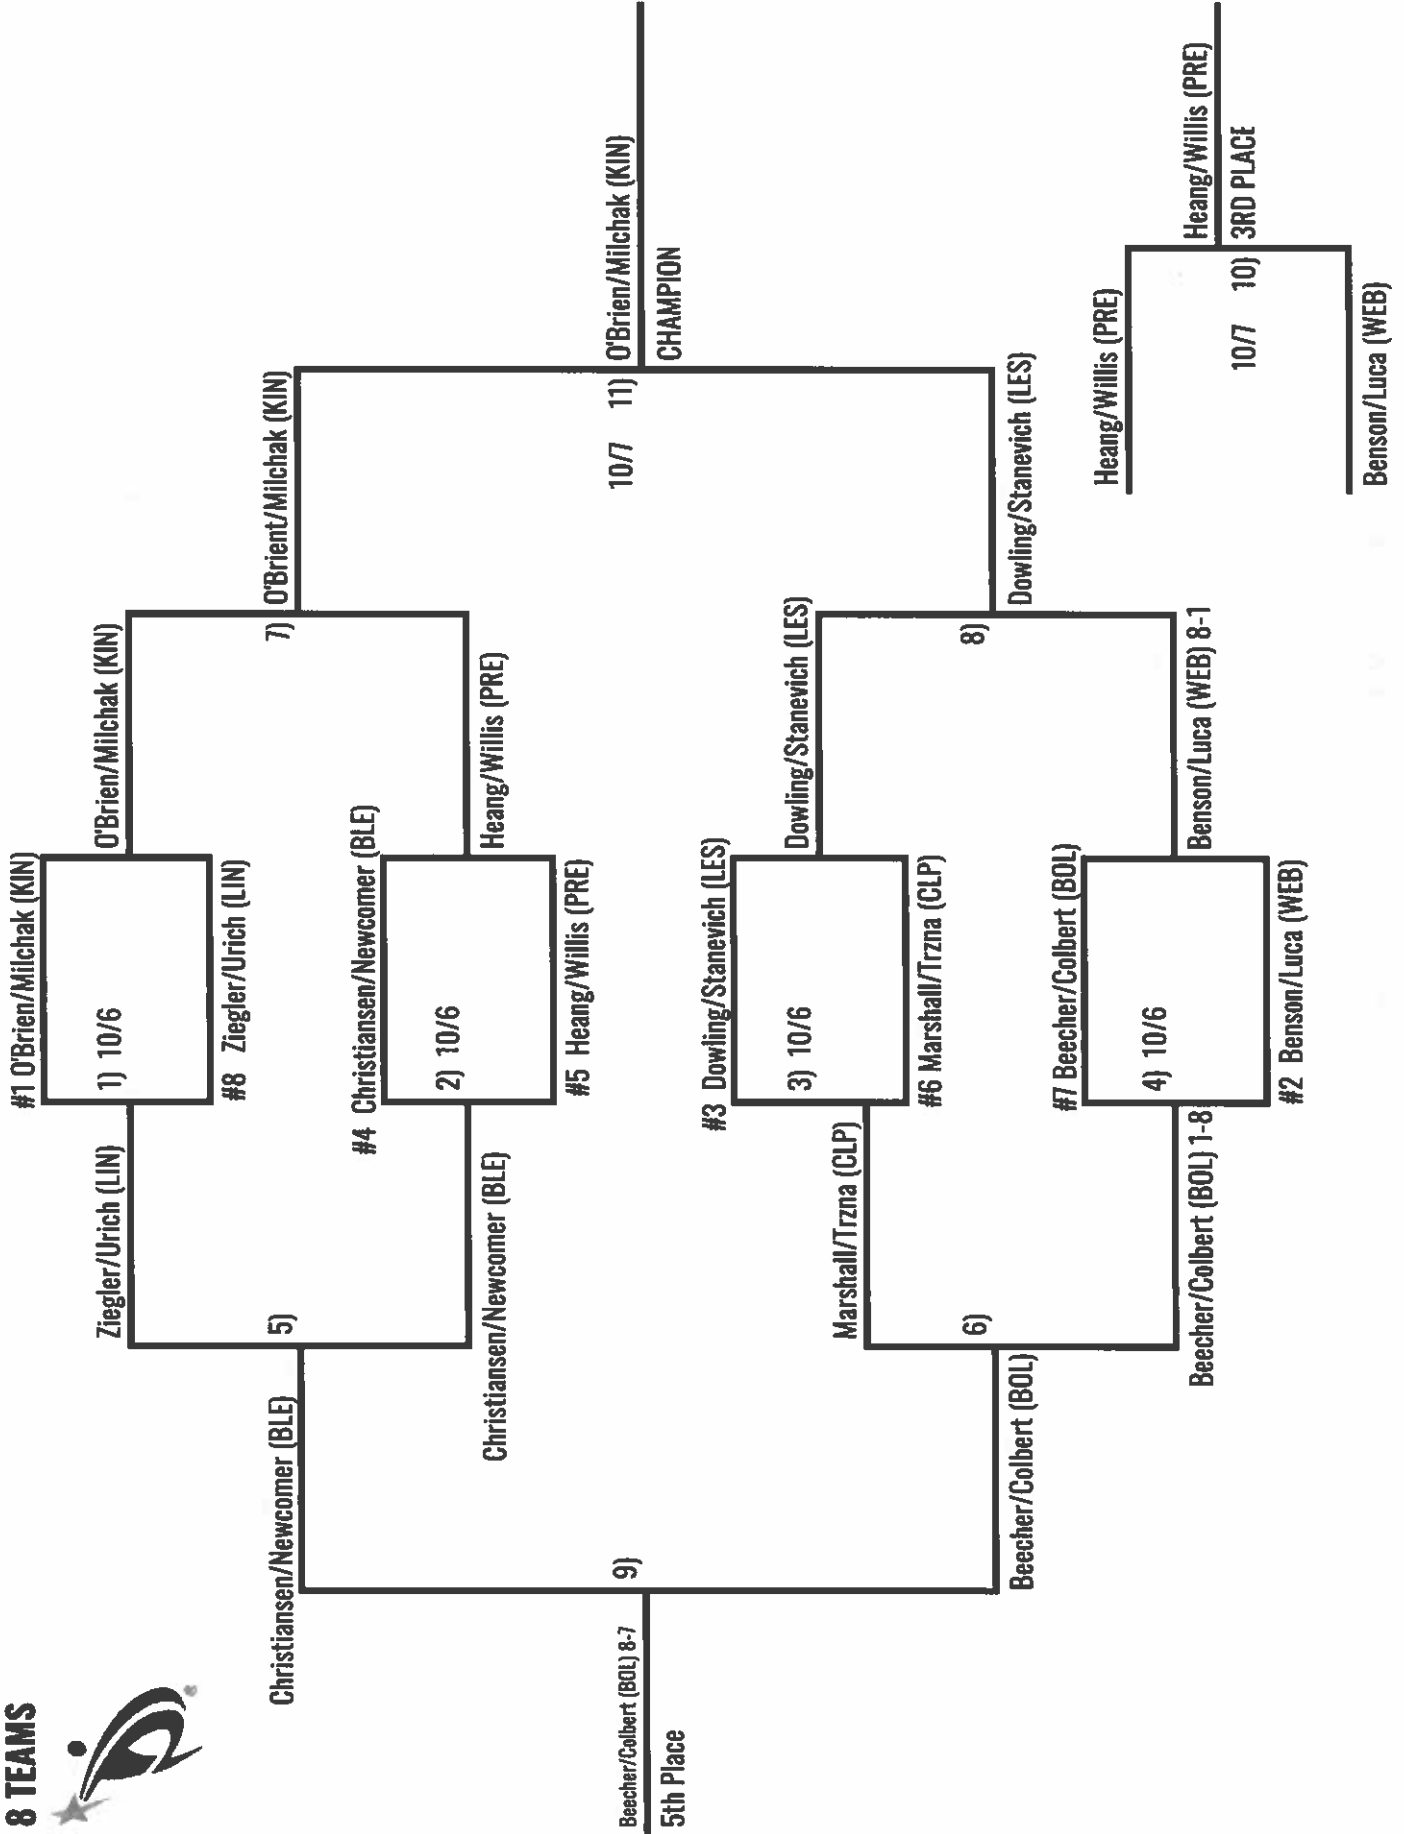 8 TEAMS
#1 O'Brien/Milchak (KIN)
1) 10/6
#8 Ziegler/Urich (LIN)
#4 Christiansen/Newcomer (BLE)
2) 10/6
#5 Heang/Willis (PRE)
#3 Dowling/Stanevich (LES)
3) 10/6
#6 Marshall/Trzna (CLP)
#7 Beecher/Colbert (BOL)
4) 10/6
#2 Benson/Luca (WEB)
O'Brien/Milchak (KIN)
7)
Heang/Willis (PRE)
Dowling/Stanevich (LES)
8)
Benson/Luca (WEB) 8-1
O'Brient/Milchak (KIN)
10/7 11)
Dowling/Stanevich (LES)
O'Brien/Milchak (KIN)
CHAMPION
Heang/Willis (PRE)
10/7 10)
Benson/Luca (WEB)
Heang/Willis (PRE)
3RD PLACE
Ziegler/Urich (LIN)
5)
Christiansen/Newcomer (BLE)
Marshall/Trzna (CLP)
6)
Beecher/Colbert (BOL) 1-8
Christiansen/Newcomer (BLE)
9)
Beecher/Colbert (BOL)
Beecher/Colbert (BOL) 8-7
5th Place